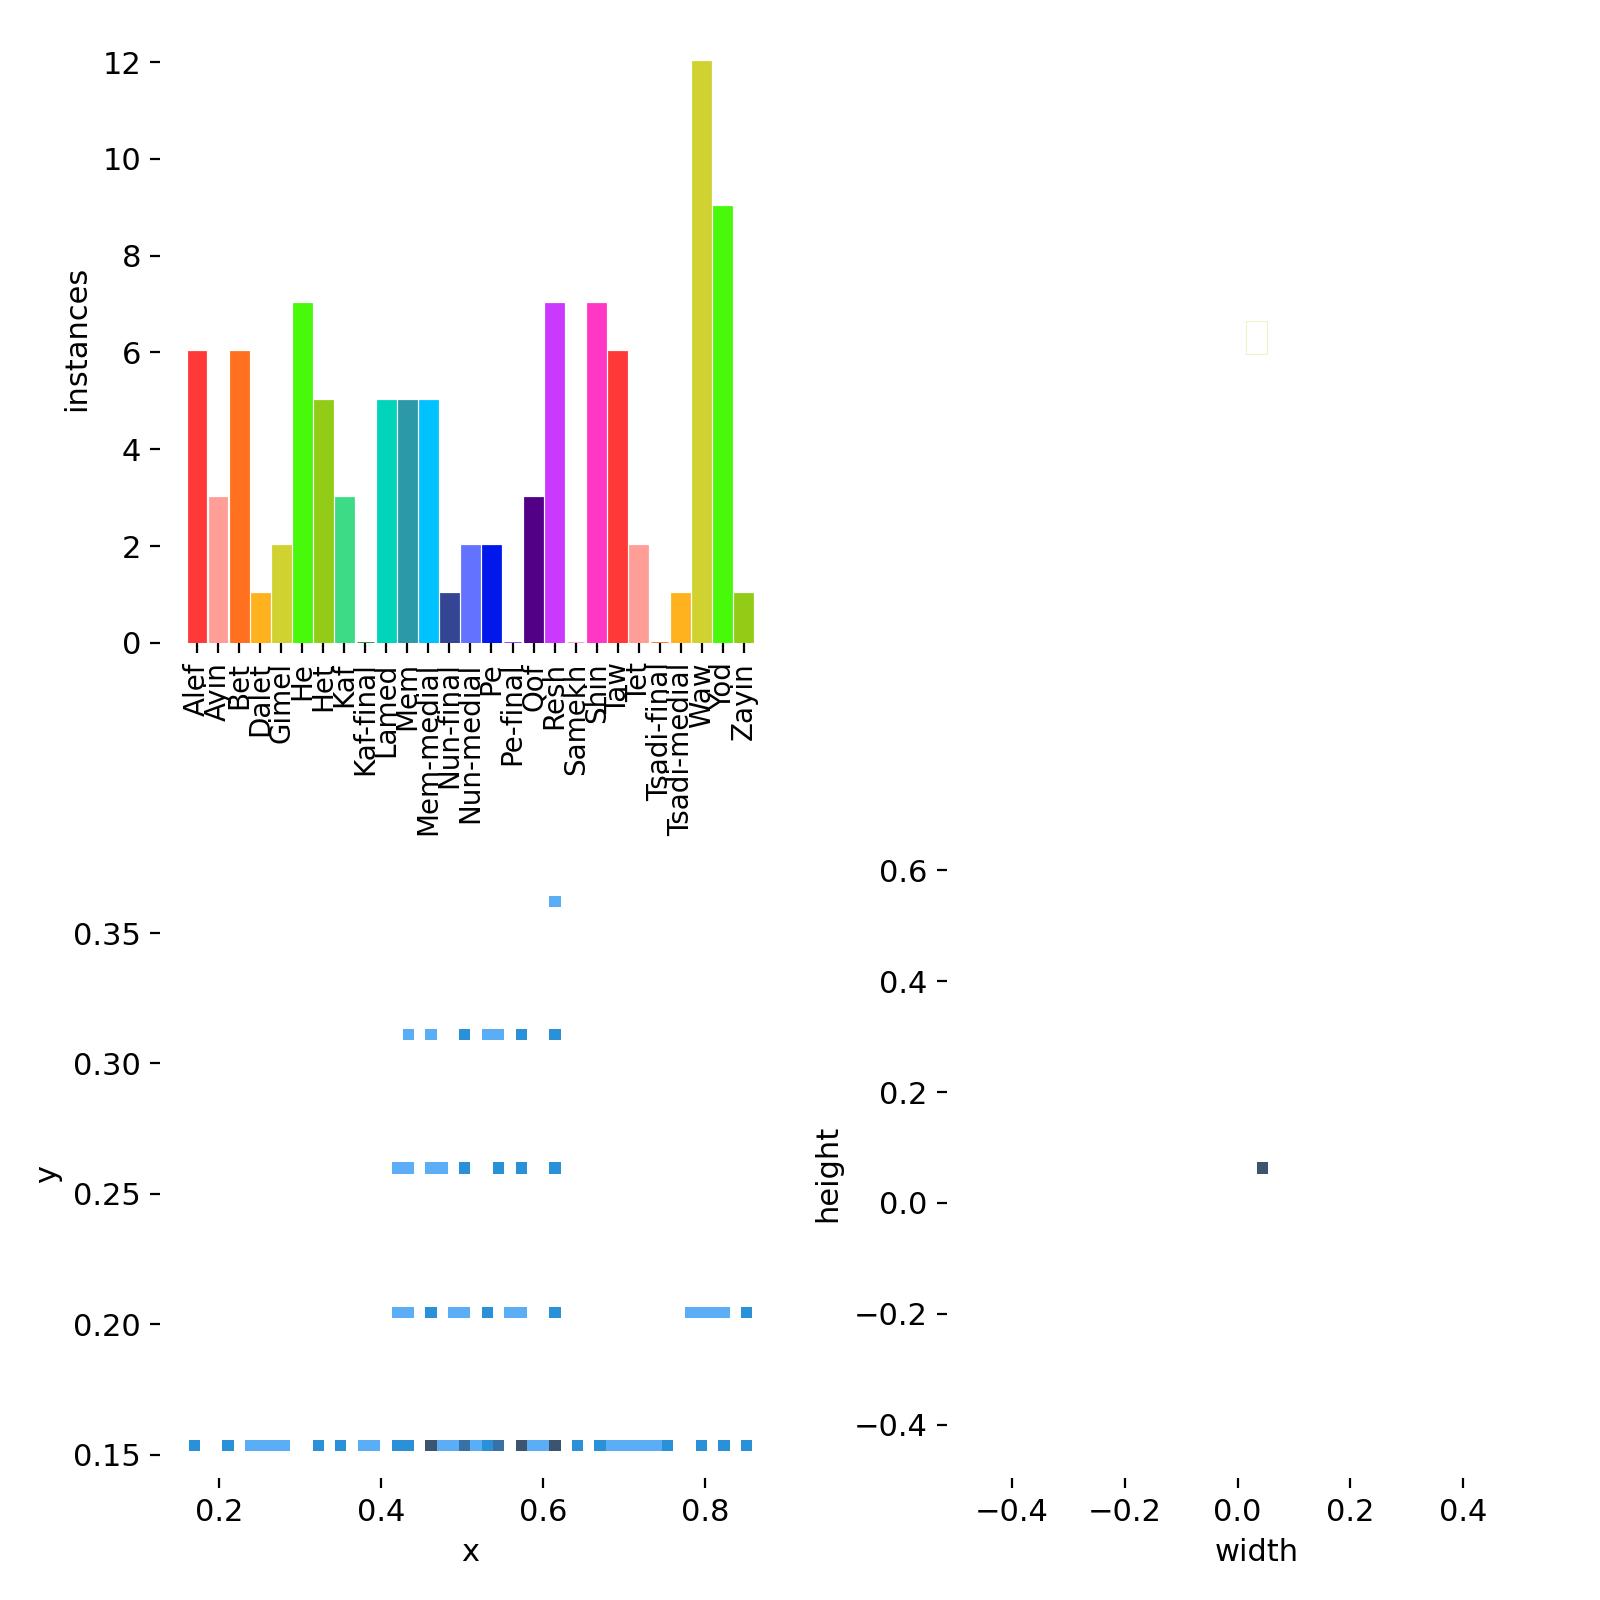 12
10
8
6
4
2
0
instances
Alef
Ayin
Bet
Dalet
Gimel
He
Het
Kaf
Kaf-final
Lamed
Mem
Mem-medial
Nun-final
Nun-medial
Pe
Pe-final
Qof
Resh
Samekh
Shin
Taw
Tet
Tsadi-final
Tsadi-medial
Waw
Yod
Zayin
0.35
0.30
0.25
0.20
0.15
y
0.2 0.4 0.6 0.8
x
0.6
0.4
0.2
0.0
−0.2
−0.4
height
−0.4 −0.2 0.0 0.2 0.4
width